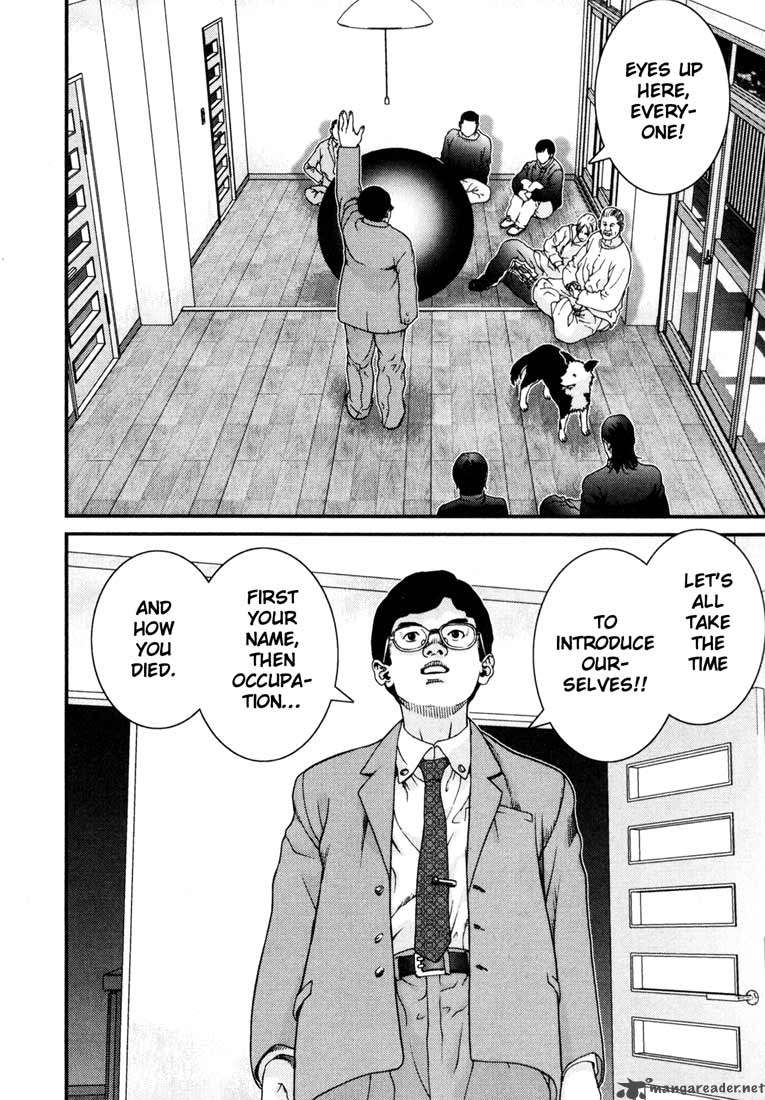 EYES UP
HERE,
EVERY-
ONE!
LET'S
ALL
TAKE
THE
TIME
TO
INTRODUCE
OUR-
SELVES!!
FIRST
YOUR
NAME,
THEN
OCCUPA-
TION...
AND
HOW
YOU
DIED.
mangareader.net